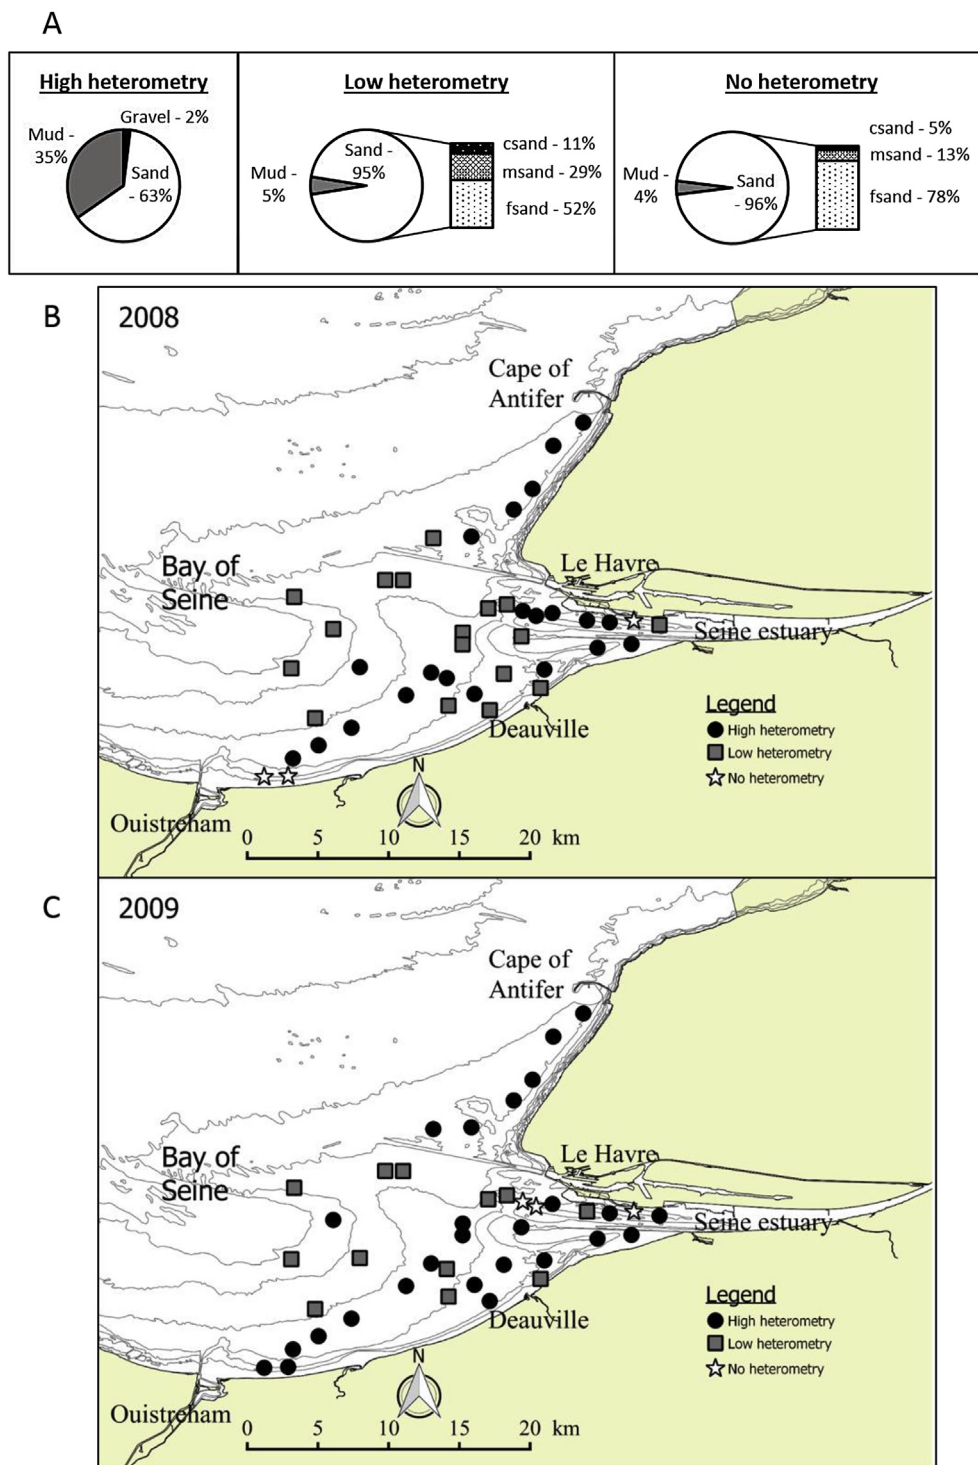 A
High heterometry
Gravel - 2%
Mud -
35%
Sand
- 63%
Low heterometry
Mud -
5%
Sand -
95%
csand - 11%
msand - 29%
fsand - 52%
No heterometry
Mud -
4%
Sand
- 96%
csand - 5%
msand - 13%
fsand - 78%
B
2008
Cape of
Antifer
Bay of
Seine
Le Havre
Seine estuary
Deauville
Ouistreham
Legend
High heterometry
Low heterometry
No heterometry
N
0 5 10 15 20 km
C
2009
Cape of
Antifer
Bay of
Seine
Le Havre
Seine estuary
Deauville
Ouistreham
Legend
High heterometry
Low heterometry
No heterometry
N
0 5 10 15 20 km